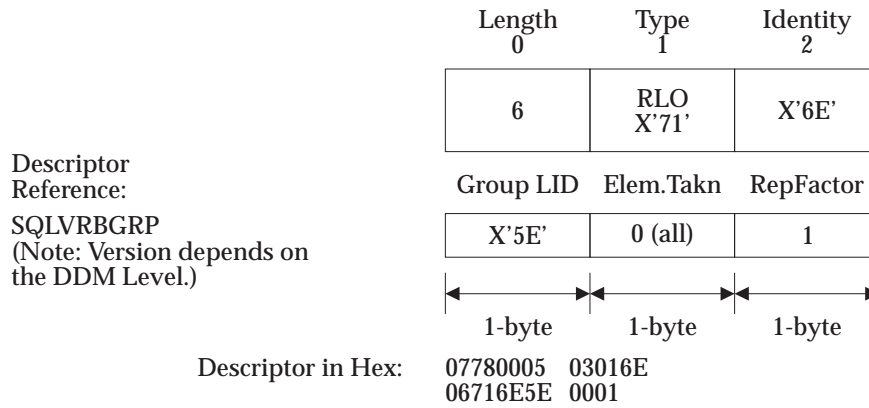 Length Type Identity
0 1 2
6 RLO X'6E'
X'71'
Descriptor
Reference:
Group LID Elem.Takn RepFactor
SQLVRBGRP
(Note: Version depends on
the DDM Level.)
X'5E' 0 (all) 1
1-byte 1-byte 1-byte
Descriptor in Hex: 07780005 03016E
06716E5E 0001